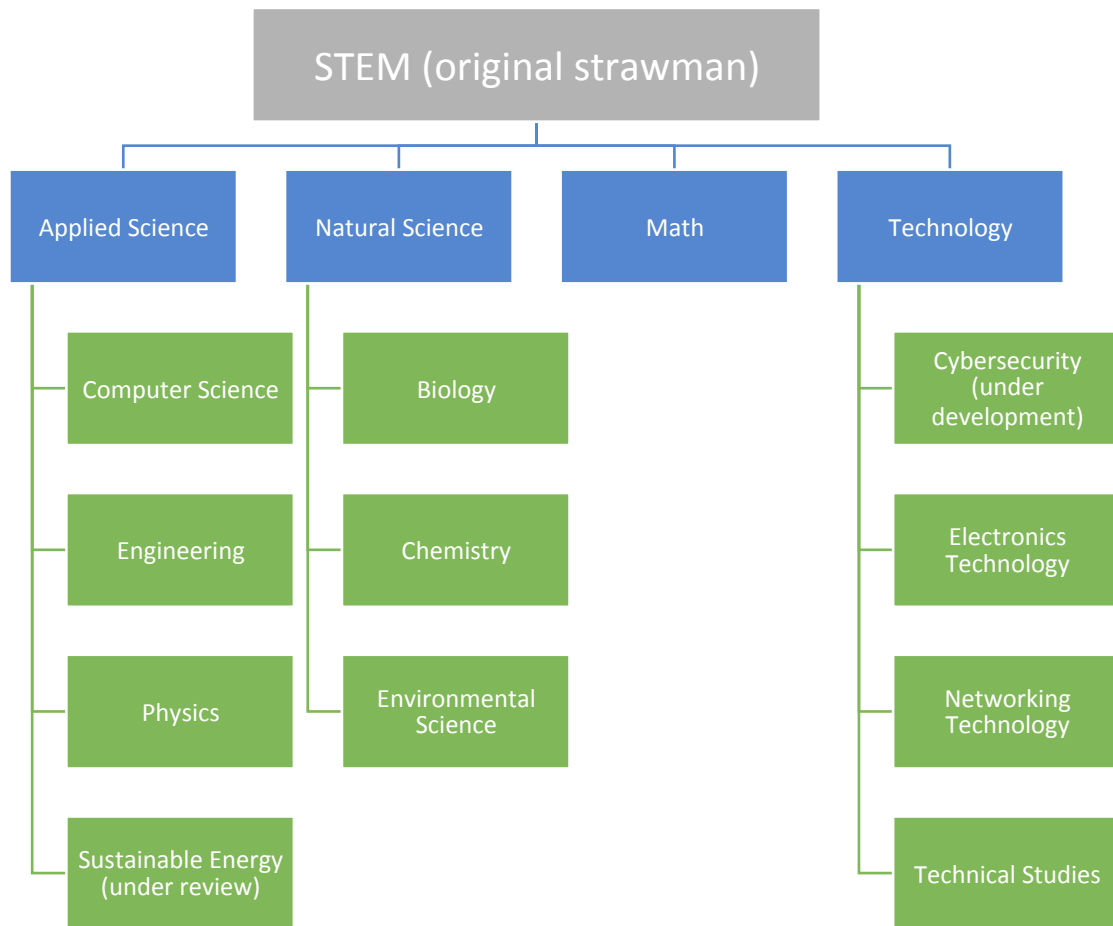 STEM (original strawman)
Applied Science
Natural Science
Math
Technology
Computer Science
Engineering
Physics
Sustainable Energy
(under review)
Biology
Chemistry
Environmental
Science
Cybersecurity
(under
development)
Electronics
Technology
Networking
Technology
Technical Studies